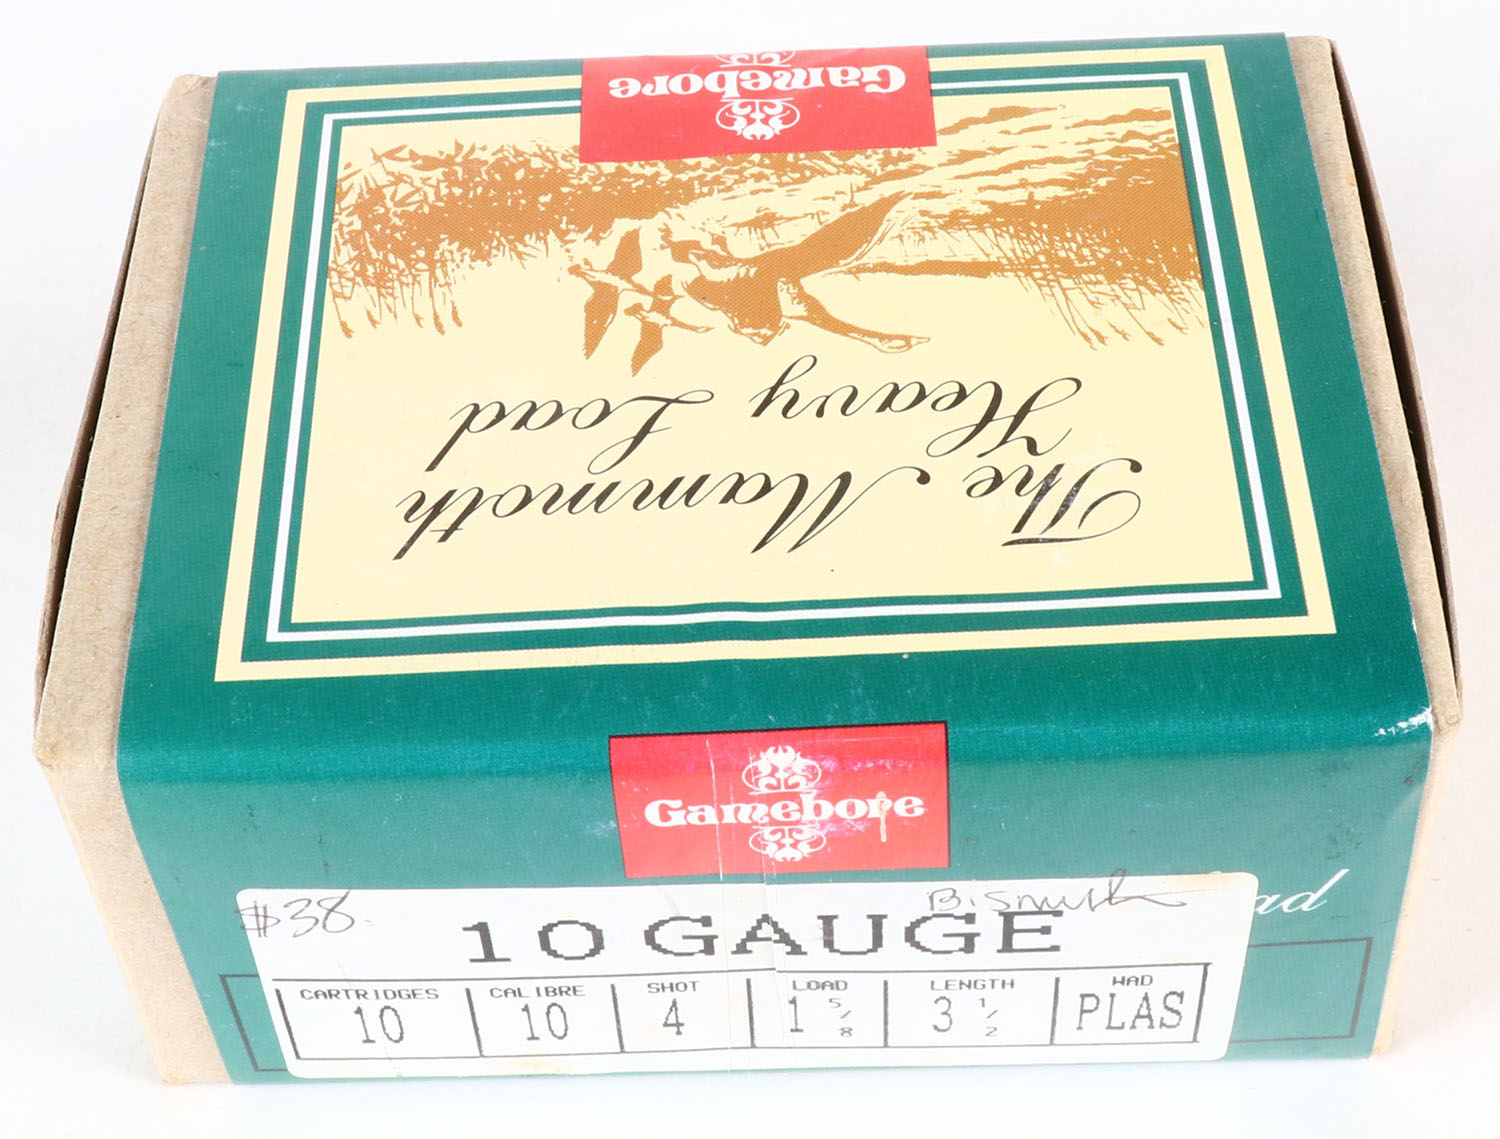 Gamebore
The Mammoth
Heavy Load
Gamebore
ad
$38
Bismuth
10 GAUGE
CARTRIDGES CALIBRE SHOT LOAD LENGTH WAD
10 10 4 1 5/8 3 1/2 PLAS